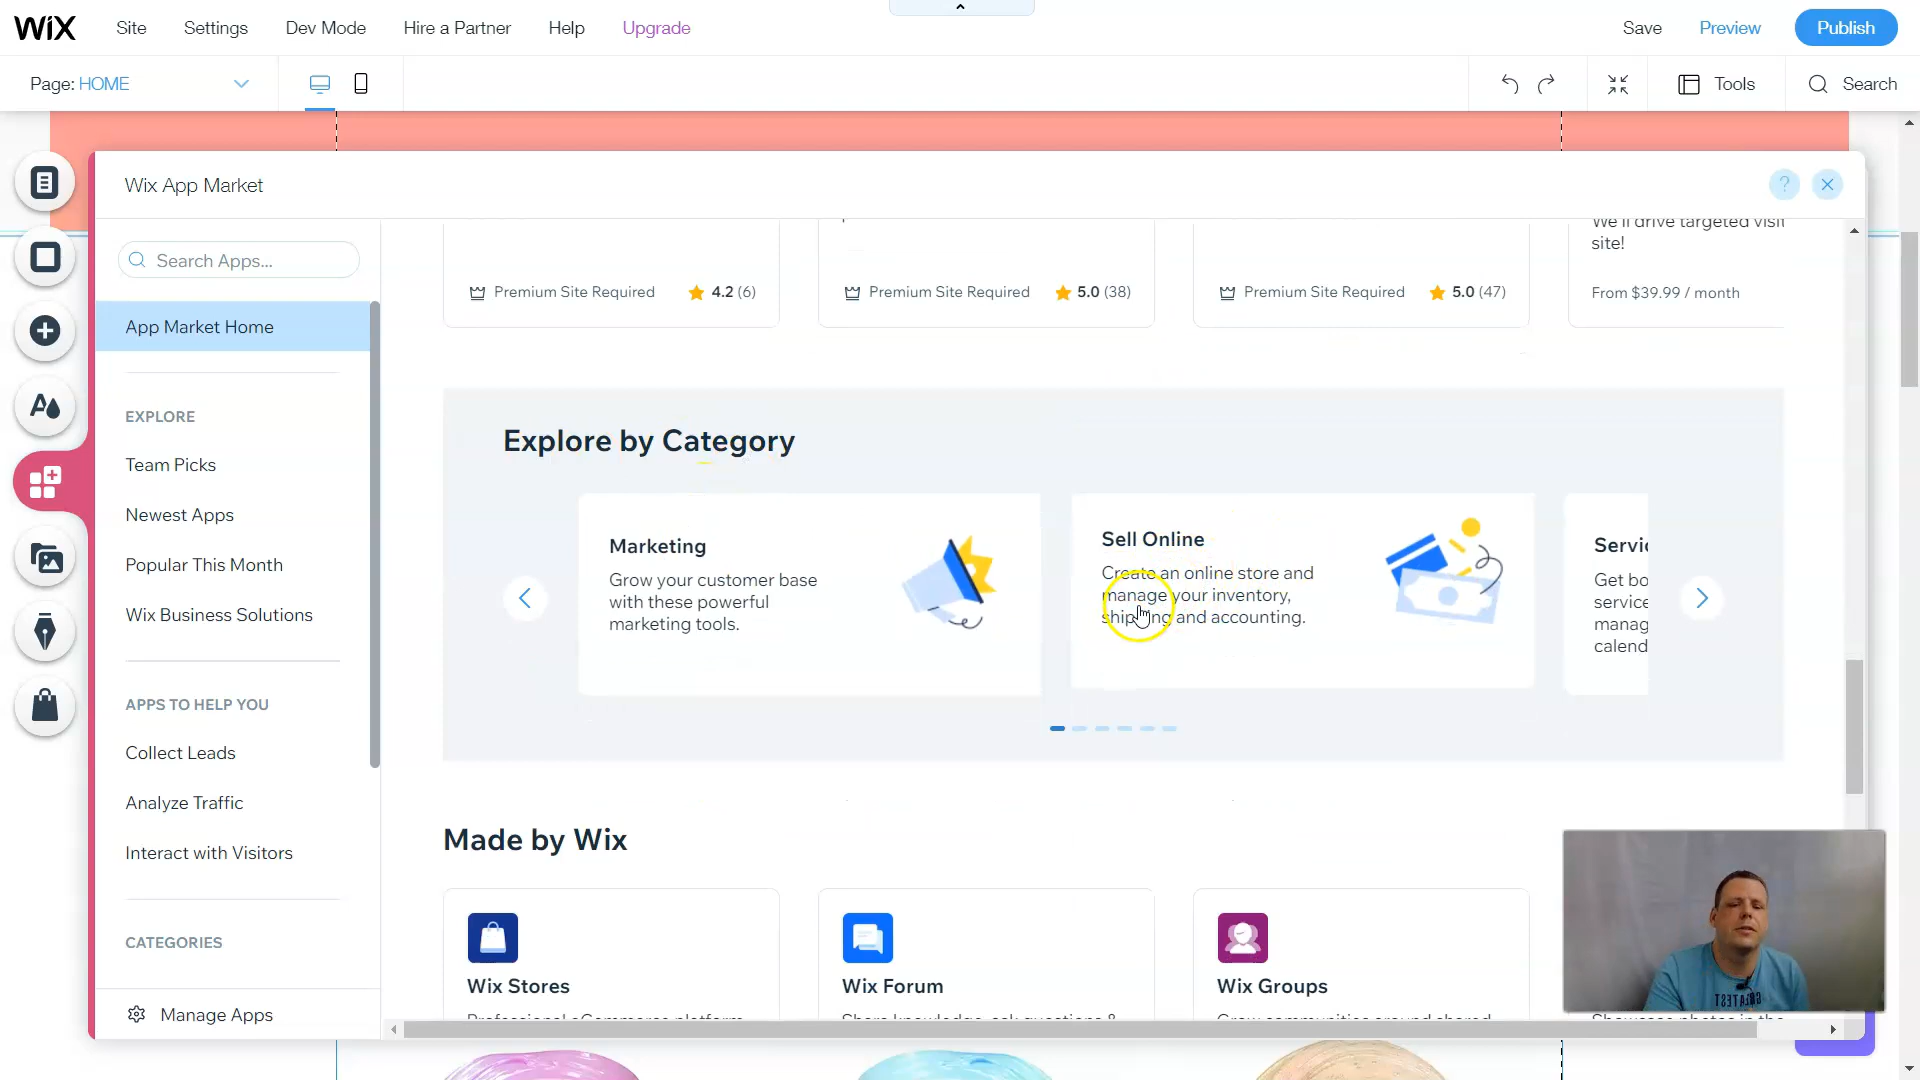 WiX
Site
Settings
Dev Mode
Hire a Partner
Help
Upgrade
Save
Preview
Publish
Page: HOME
Tools
Search
Wix App Market
?
Search Apps...
App Market Home
EXPLORE
Team Picks
Newest Apps
Popular This Month
Wix Business Solutions
APPS TO HELP YOU
Collect Leads
Analyze Traffic
Interact with Visitors
CATEGORIES
Manage Apps
We'll drive targeted visit
site!
Premium Site Required
4.2 (6)
Premium Site Required
5.0 (38)
Premium Site Required
5.0 (47)
From $39.99 / month
Explore by Category
Marketing
Grow your customer base
with these powerful
marketing tools.
Sell Online
Create an online store and
manage your inventory,
shipping and accounting.
Servic
Get bo
service
manag
calend
Made by Wix
Wix Stores
Professional eCommerce platform
Wix Forum
Share knowledge, ask questions &
Wix Groups
Grow communities around shared
Showcase photos in the